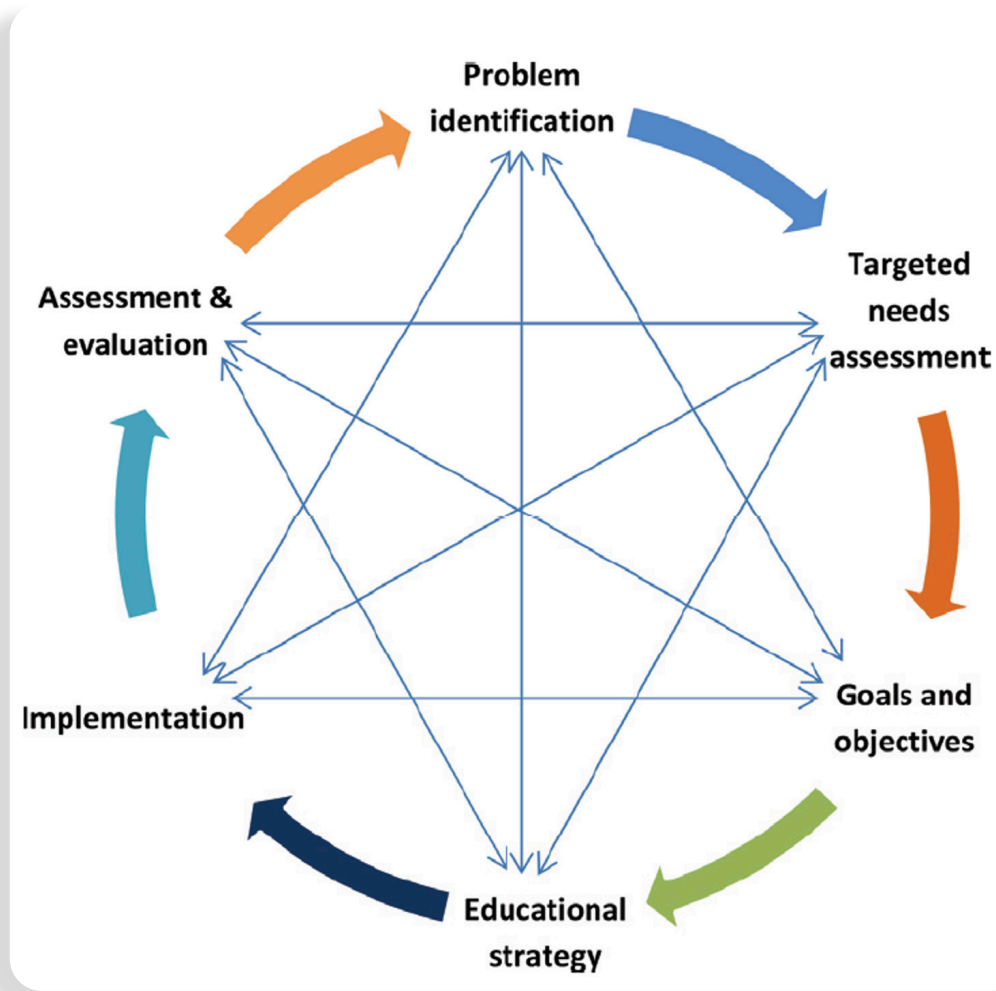 Problem
identification
Targeted
needs
assessment
Goals and
objectives
Educational
strategy
Implementation
Assessment &
evaluation